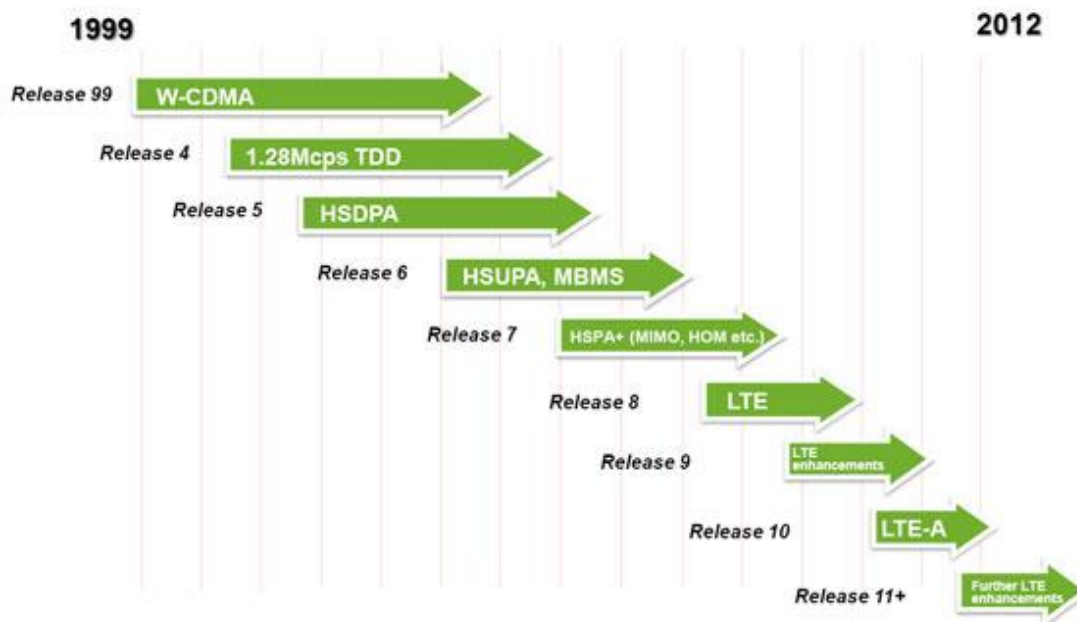 1999
2012
Release 99
W-CDMA
Release 4
1.28Mcps TDD
Release 5
HSDPA
Release 6
HSUPA, MBMS
Release 7
HSPA+ (MIMO, HOM etc.)
Release 8
LTE
Release 9
LTE
enhancements
Release 10
LTE-A
Release 11+
Further LTE
enhancements